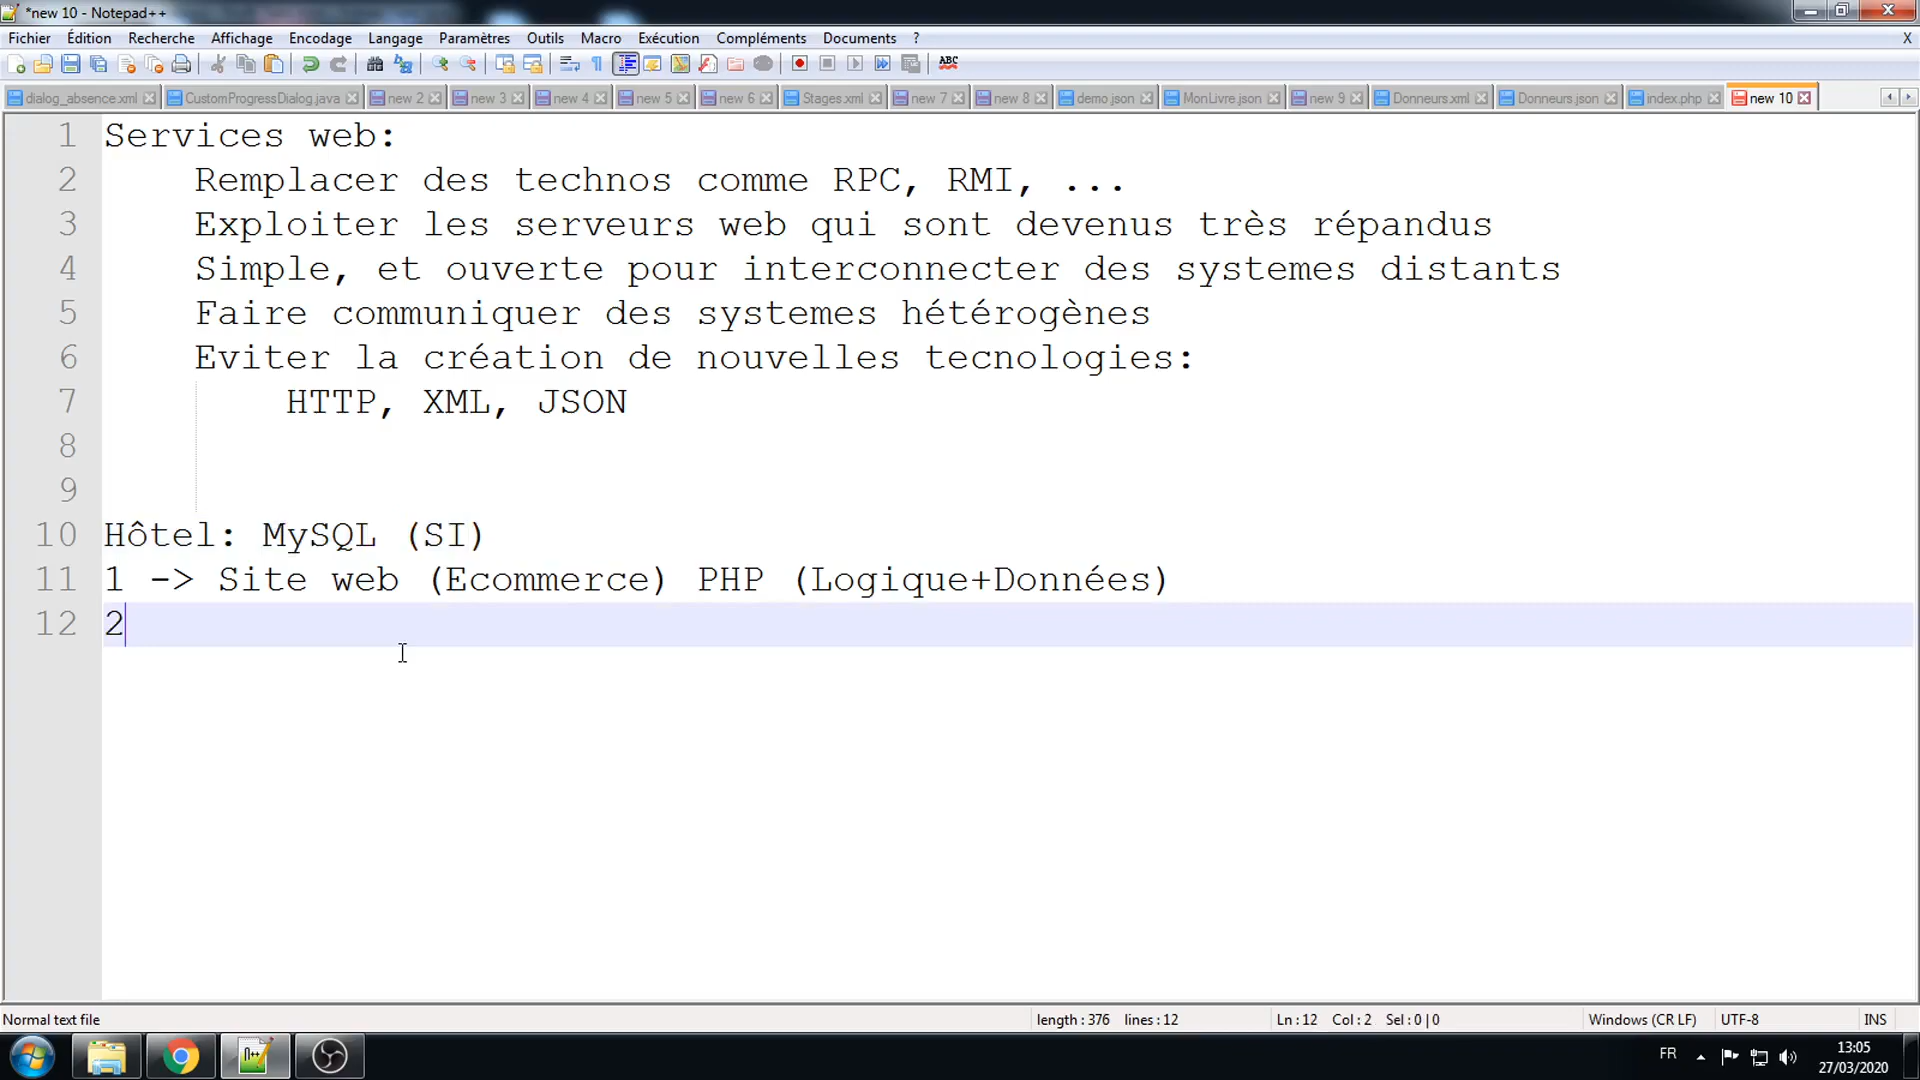 *new 10 - Notepad++
Fichier Édition Recherche Affichage Encodage Langage Paramètres Outils Macro Exécution Compléments Documents ? X
ABC
dialog_absence.xml CustomProgressDialog.java new 2 new 3 new 4 new 5 new 6 Stages.xml new 7 new 8 demo.json MonLivre.json new 9 Donneurs.xml Donneurs.json index.php new 10
1 Services web:
2 Remplacer des technos comme RPC, RMI, ...
3 Exploiter les serveurs web qui sont devenus très répandus
4 Simple, et ouverte pour interconnecter des systemes distants
5 Faire communiquer des systemes hétérogènes
6 Eviter la création de nouvelles tecnologies:
7 HTTP, XML, JSON
8
9
10 Hôtel: MySQL (SI)
11 1 -> Site web (Ecommerce) PHP (Logique+Données)
12 2
Normal text file length : 376 lines : 12 Ln : 12 Col : 2 Sel : 0 | 0 Windows (CR LF) UTF-8 INS
FR 13:05
27/03/2020